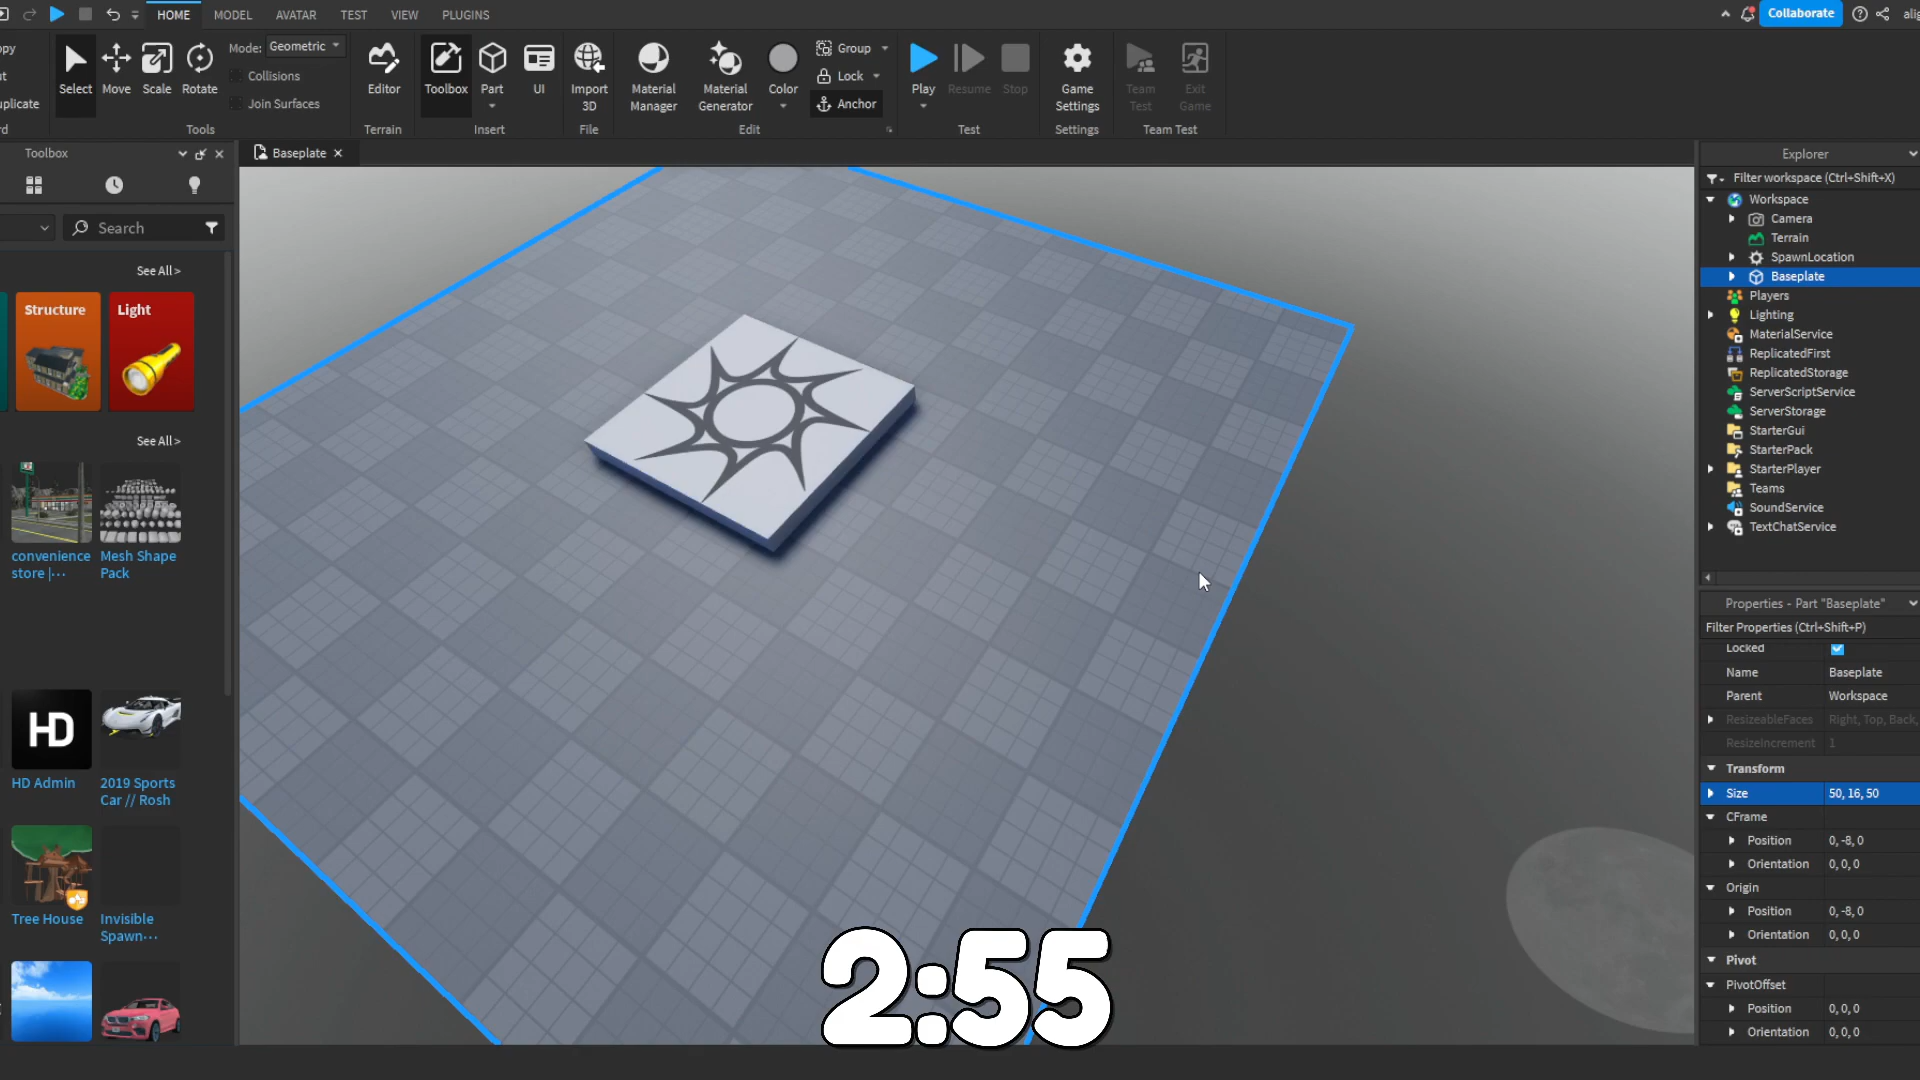 HOME
MODEL
AVATAR
TEST
VIEW
PLUGINS
Collaborate
Select
Move
Scale
Rotate
Mode: Geometric
Collisions
Join Surfaces
Tools
Editor
Terrain
Toolbox
Part
UI
Insert
Import
3D
File
Material
Manager
Material
Generator
Color
Group
Lock
Anchor
Edit
Play
Resume
Stop
Test
Game
Settings
Settings
Team
Test
Exit
Game
Team Test
Toolbox
Search
See All >
Structure
Light
See All >
convenience
store |...
Mesh Shape
Pack
HD
HD Admin
2019 Sports
Car // Rosh
Tree House
Invisible
Spawn...
Baseplate
2:55
Explorer
Filter workspace (Ctrl+Shift+X)
Workspace
Camera
Terrain
SpawnLocation
Baseplate
Players
Lighting
MaterialService
ReplicatedFirst
ReplicatedStorage
ServerScriptService
ServerStorage
StarterGui
StarterPack
StarterPlayer
Teams
SoundService
TextChatService
Properties - Part "Baseplate"
Filter Properties (Ctrl+Shift+P)
Locked
Name Baseplate
Parent Workspace
ResizeableFaces Right, Top, Back,
ResizeIncrement 1
Transform
Size 50, 16, 50
CFrame
Position 0, -8, 0
Orientation 0, 0, 0
Origin
Position 0, -8, 0
Orientation 0, 0, 0
Pivot
PivotOffset
Position 0, 0, 0
Orientation 0, 0, 0